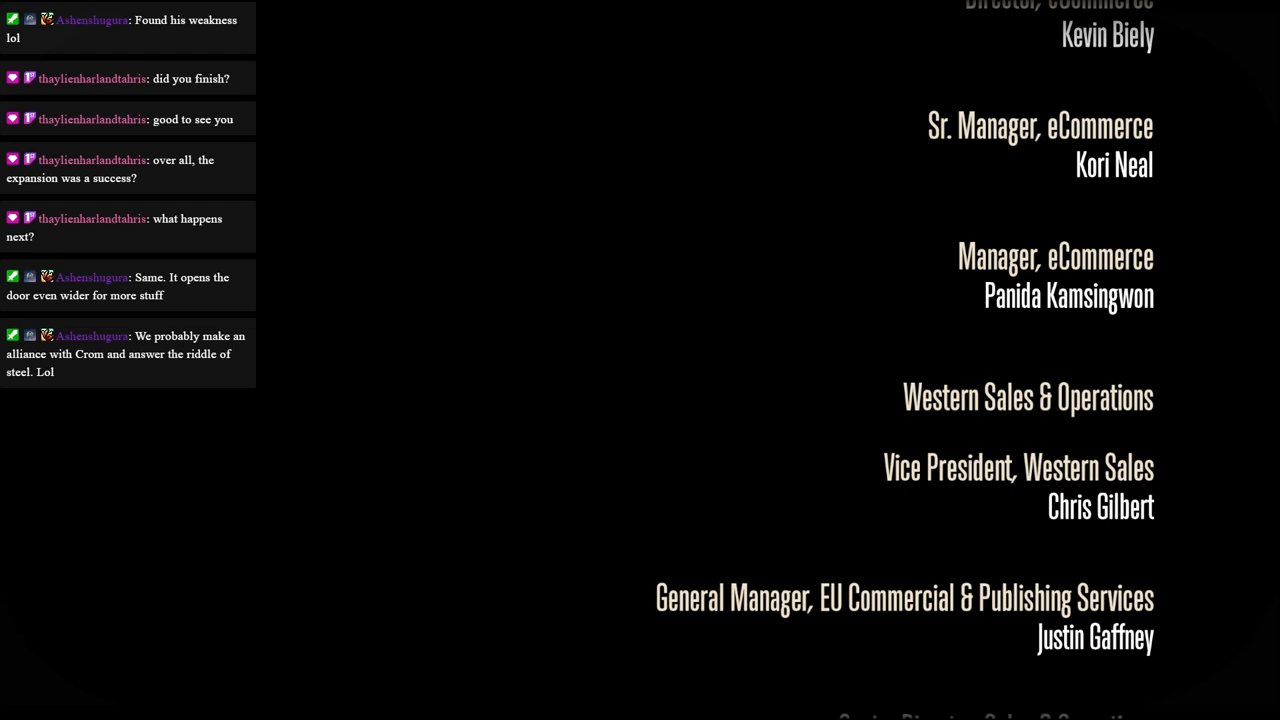 Ashenshugura: Found his weakness
lol
thaylienharlandtahris: did you finish?
thaylienharlandtahris: good to see you
thaylienharlandtahris: over all, the
expansion was a success?
thaylienharlandtahris: what happens
next?
Ashenshugura: Same. It opens the
door even wider for more stuff
Ashenshugura: We probably make an
alliance with Crom and answer the riddle of
steel. Lol
Director, eCommerce
Kevin Biely
Sr. Manager, eCommerce
Kori Neal
Manager, eCommerce
Panida Kamsingwon
Western Sales & Operations
Vice President, Western Sales
Chris Gilbert
General Manager, EU Commercial & Publishing Services
Justin Gaffney